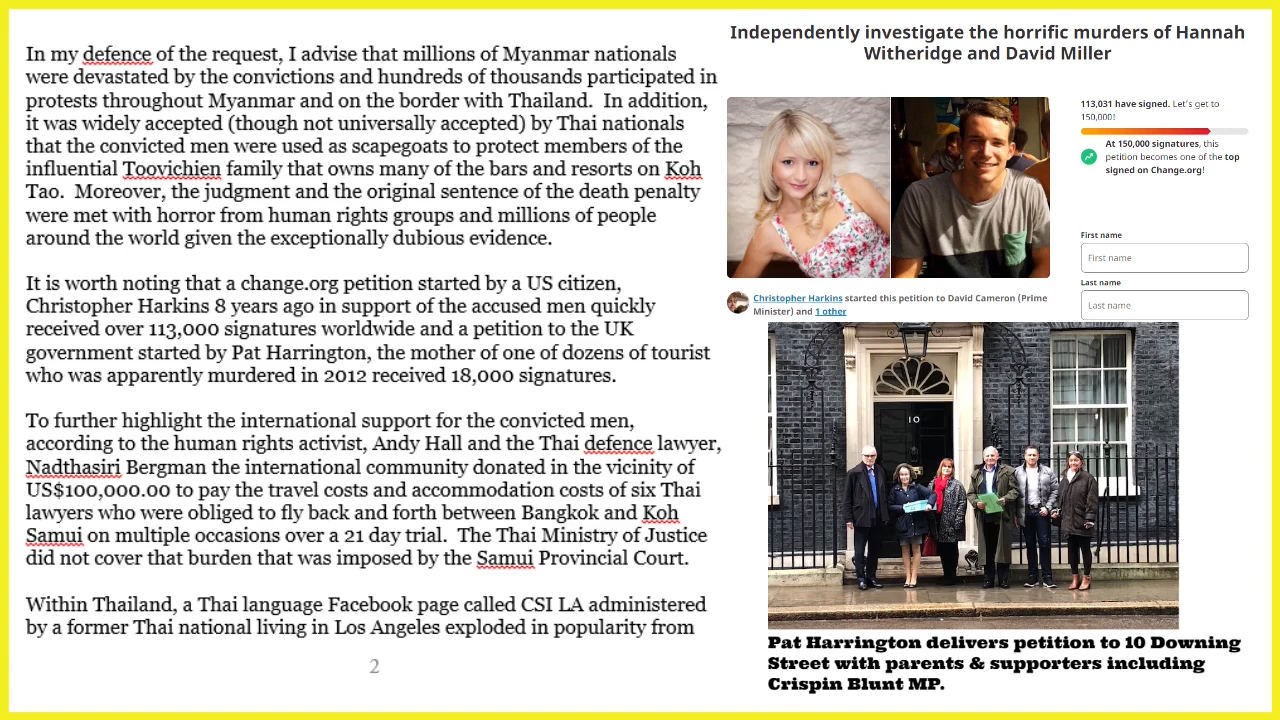 In my defence of the request, I advise that millions of Myanmar nationals
were devastated by the convictions and hundreds of thousands participated in
protests throughout Myanmar and on the border with Thailand.  In addition,
it was widely accepted (though not universally accepted) by Thai nationals
that the convicted men were used as scapegoats to protect members of the
influential Toovichien family that owns many of the bars and resorts on Koh
Tao.  Moreover, the judgment and the original sentence of the death penalty
were met with horror from human rights groups and millions of people
around the world given the exceptionally dubious evidence.
It is worth noting that a change.org petition started by a US citizen,
Christopher Harkins 8 years ago in support of the accused men quickly
received over 113,000 signatures worldwide and a petition to the UK
government started by Pat Harrington, the mother of one of dozens of tourist
who was apparently murdered in 2012 received 18,000 signatures.
To further highlight the international support for the convicted men,
according to the human rights activist, Andy Hall and the Thai defence lawyer,
Nadthasiri Bergman the international community donated in the vicinity of
US$100,000.00 to pay the travel costs and accommodation costs of six Thai
lawyers who were obliged to fly back and forth between Bangkok and Koh
Samui on multiple occasions over a 21 day trial.  The Thai Ministry of Justice
did not cover that burden that was imposed by the Samui Provincial Court.
Within Thailand, a Thai language Facebook page called CSI LA administered
by a former Thai national living in Los Angeles exploded in popularity from
2
Independently investigate the horrific murders of Hannah
Witheridge and David Miller
113,031 have signed. Let's get to
150,000!
At 150,000 signatures, this
petition becomes one of the top
signed on Change.org!
First name
First name
Last name
Last name
Christopher Harkins started this petition to David Cameron (Prime
Minister) and 1 other
10
Pat Harrington delivers petition to 10 Downing
Street with parents & supporters including
Crispin Blunt MP.